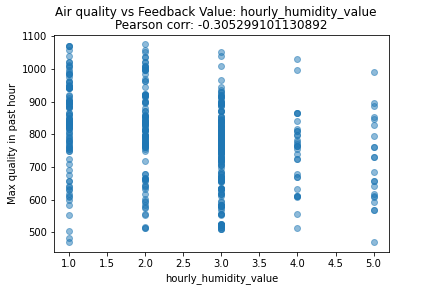 Air quality vs Feedback Value: hourly_humidity_value
Pearson corr: -0.305299101130892
1100
1000
900
800
700
600
500
Max quality in past hour
1.0 1.5 2.0 2.5 3.0 3.5 4.0 4.5 5.0
hourly_humidity_value